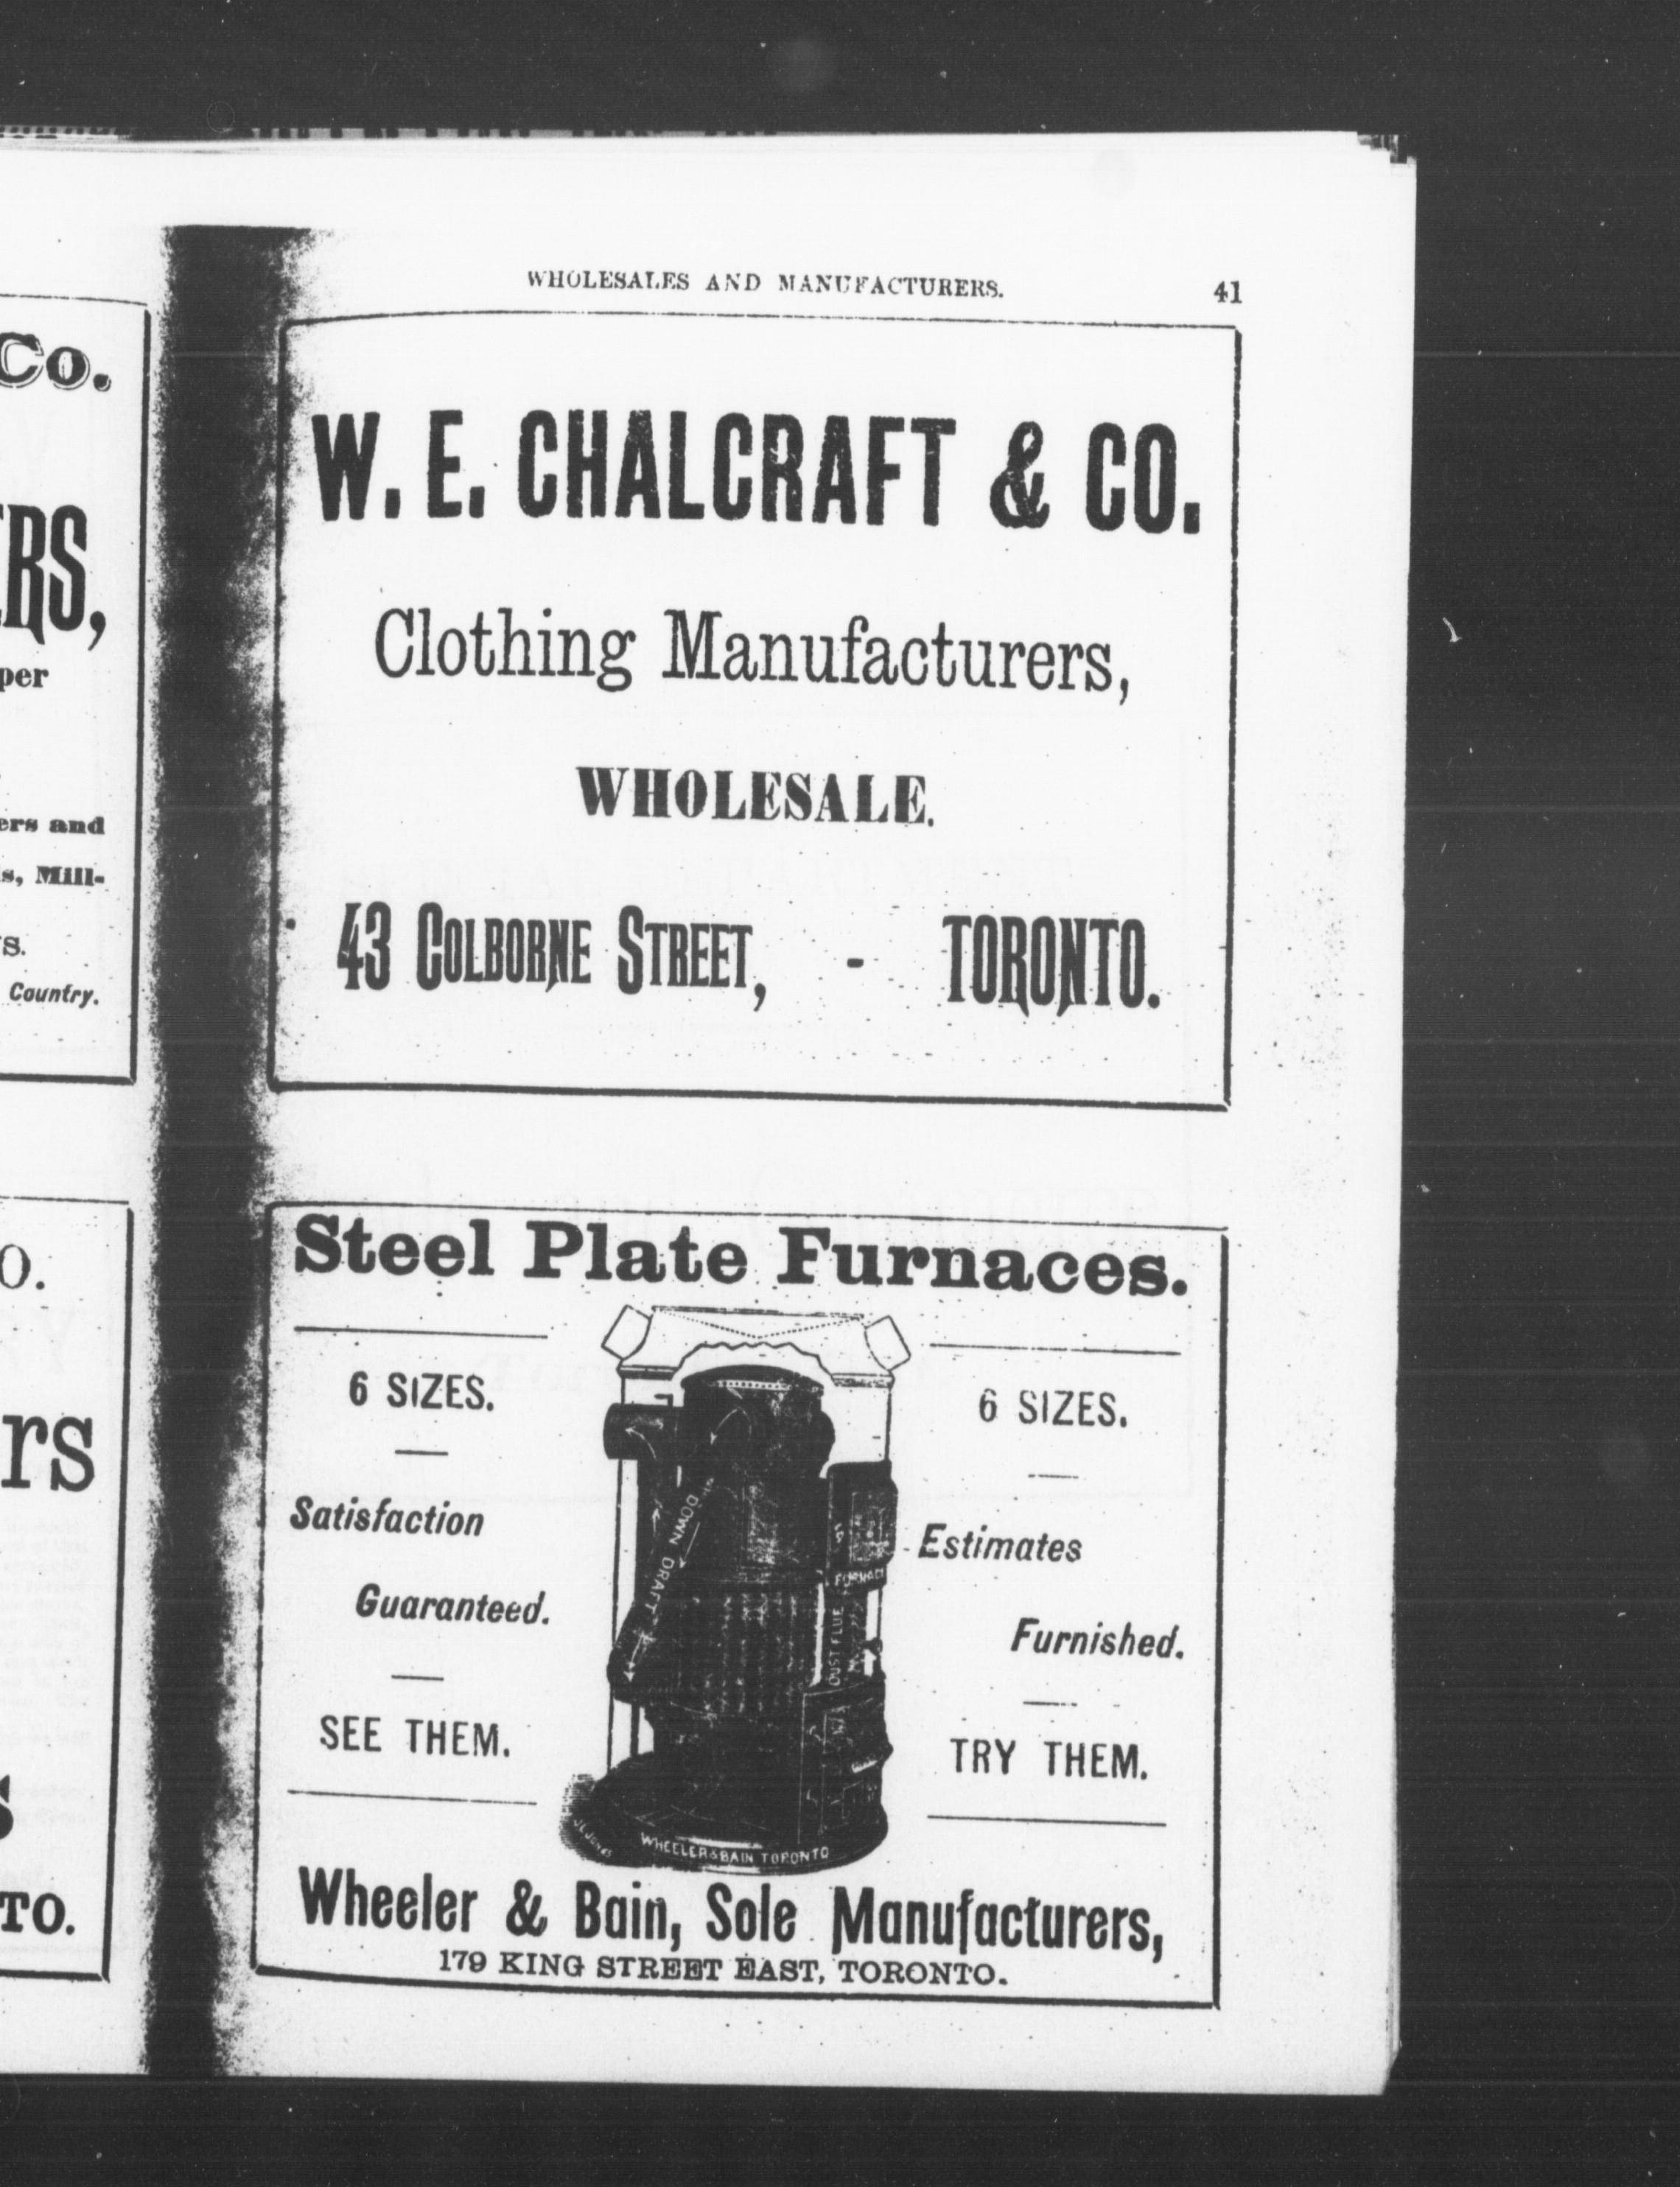 Co.
RS,
per
ers and
s, Mill-
S.
Country.
O.
rs
S
TO.
WHOLESALES AND MANUFACTURERS. 41
W. E. CHALCRAFT & CO.
Clothing Manufacturers,
WHOLESALE.
43 COLBORNE STREET, - TORONTO.
Steel Plate Furnaces.
6 SIZES.
Satisfaction
Guaranteed.
SEE THEM.
DOWN DRAFT
FURNACE
DUST FLUE
WHEELER & BAIN TORONTO
6 SIZES.
Estimates
Furnished.
TRY THEM.
Wheeler & Bain, Sole Manufacturers,
179 KING STREET EAST, TORONTO.